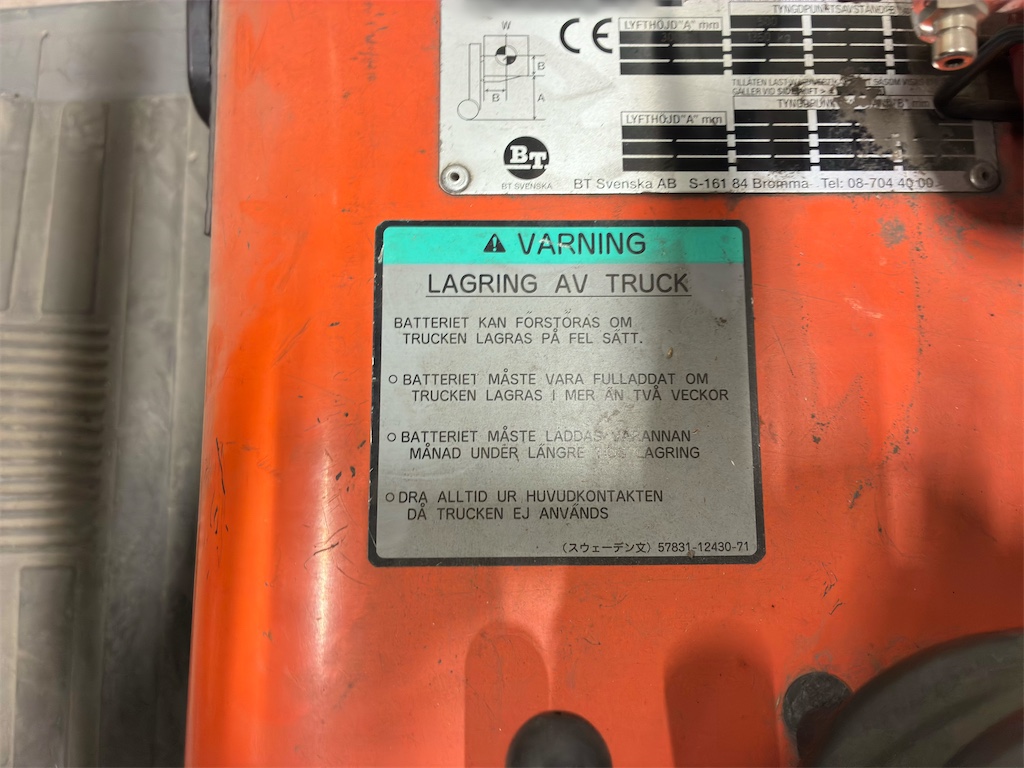 W
B
B
A
CE
LYFTHÖJD"A" mm
TYNGDPUNKTSAVSTÅND"B" mm
LYFTHÖJD"A" mm
BT
BT SVENSKA
BT Svenska AB S-161 84 Bromma Tel: 08-704 40 00
VARNING
LAGRING AV TRUCK
BATTERIET KAN FÖRSTÖRAS OM
TRUCKEN LAGRAS PÅ FEL SÄTT.
○ BATTERIET MÅSTE VARA FULLADDAT OM
TRUCKEN LAGRAS I MER ÄN TVÅ VECKOR
○ BATTERIET MÅSTE LADDAS VARANNAN
MÅNAD UNDER LÄNGRE LAGRING
○ DRA ALLTID UR HUVUDKONTAKTEN
DÅ TRUCKEN EJ ANVÄNDS
(スウェーデン文) 57831-12430-71